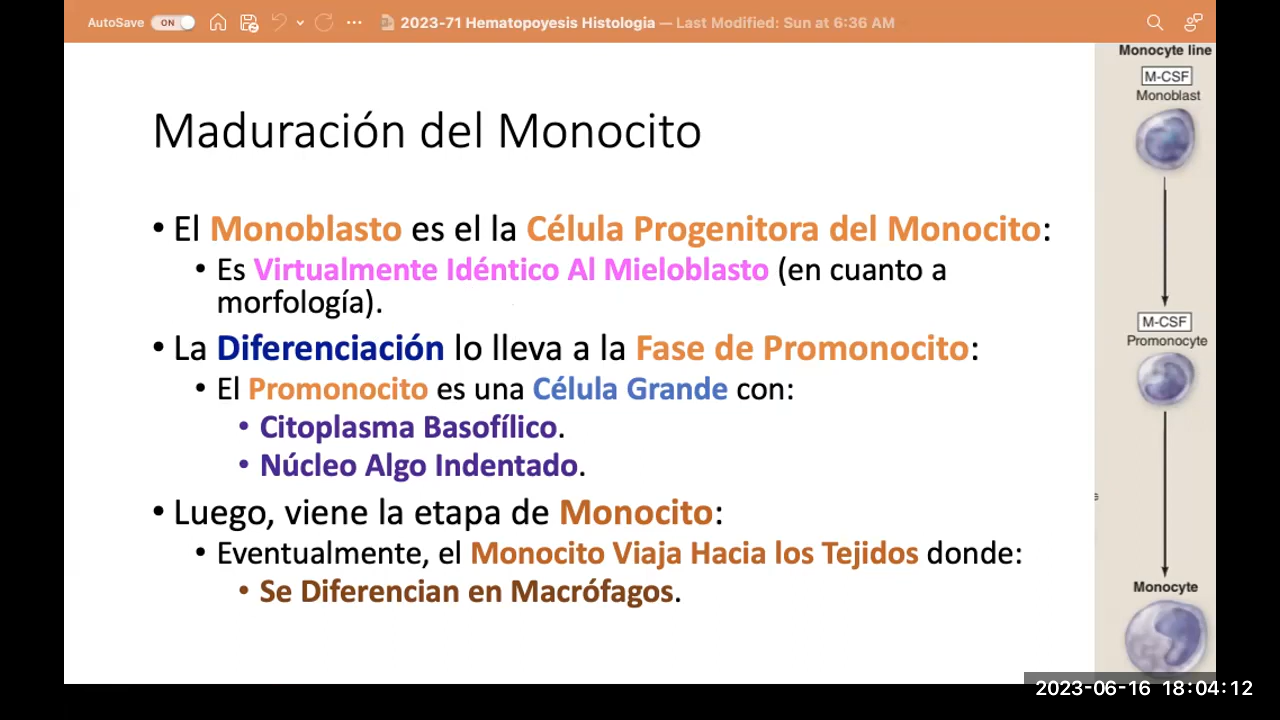 AutoSave ON 2023-71 Hematopoyesis Histologia — Last Modified: Sun at 6:36 AM
Maduración del Monocito
• El Monoblasto es el la Célula Progenitora del Monocito:
• Es Virtualmente Idéntico Al Mieloblasto (en cuanto a
morfología).
• La Diferenciación lo lleva a la Fase de Promonocito:
• El Promonocito es una Célula Grande con:
• Citoplasma Basofílico.
• Núcleo Algo Indentado.
• Luego, viene la etapa de Monocito:
• Eventualmente, el Monocito Viaja Hacia los Tejidos donde:
• Se Diferencian en Macrófagos.
Monocyte line
M-CSF
Monoblast
M-CSF
Promonocyte
Monocyte
2023-06-16 18:04:12